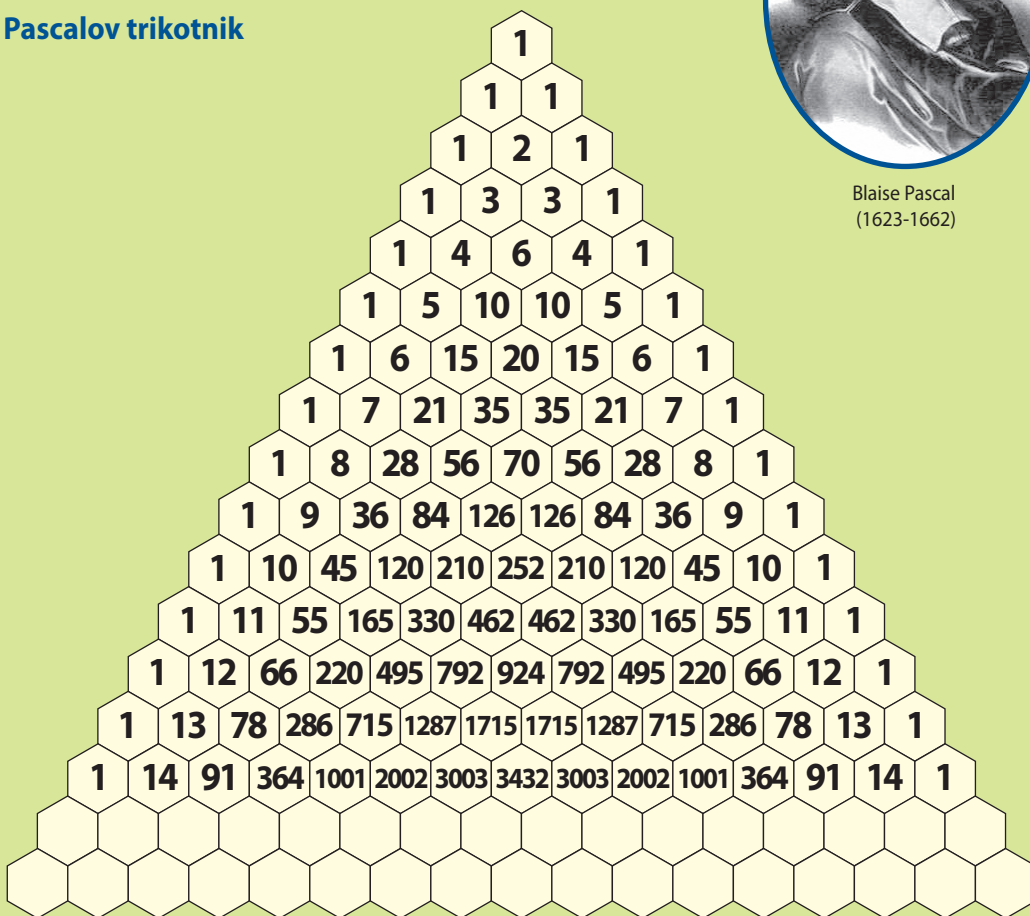 Pascalov trikotnik
1
1 1
1 2 1
1 3 3 1
1 4 6 4 1
1 5 10 10 5 1
1 6 15 20 15 6 1
1 7 21 35 35 21 7 1
1 8 28 56 70 56 28 8 1
1 9 36 84 126 126 84 36 9 1
1 10 45 120 210 252 210 120 45 10 1
1 11 55 165 330 462 462 330 165 55 11 1
1 12 66 220 495 792 924 792 495 220 66 12 1
1 13 78 286 715 1287 1715 1715 1287 715 286 78 13 1
1 14 91 364 1001 2002 3003 3432 3003 2002 1001 364 91 14 1
Blaise Pascal
(1623-1662)